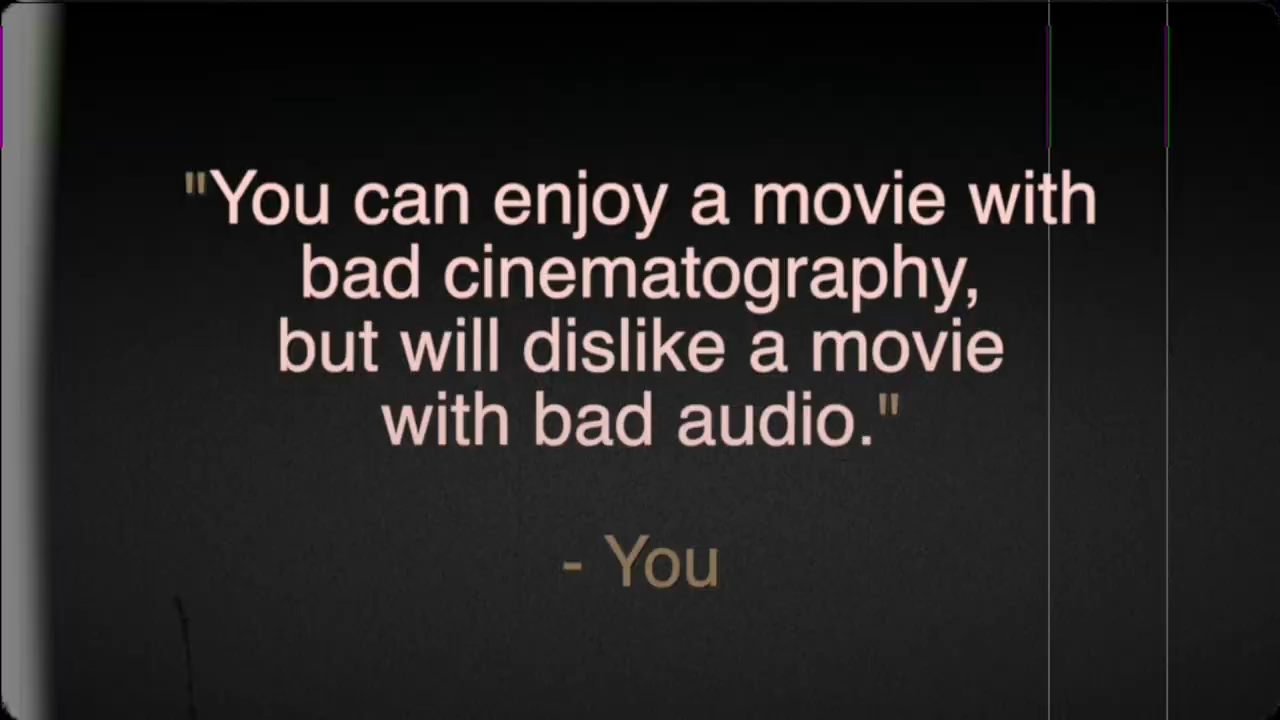 "You can enjoy a movie with
bad cinematography,
but will dislike a movie
with bad audio."
- You